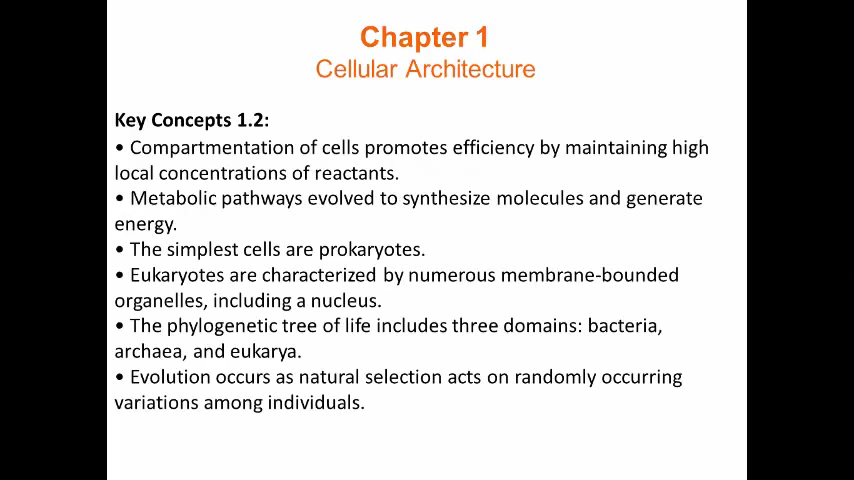 Chapter 1
Cellular Architecture
Key Concepts 1.2:
• Compartmentation of cells promotes efficiency by maintaining high
local concentrations of reactants.
• Metabolic pathways evolved to synthesize molecules and generate
energy.
• The simplest cells are prokaryotes.
• Eukaryotes are characterized by numerous membrane-bounded
organelles, including a nucleus.
• The phylogenetic tree of life includes three domains: bacteria,
archaea, and eukarya.
• Evolution occurs as natural selection acts on randomly occurring
variations among individuals.